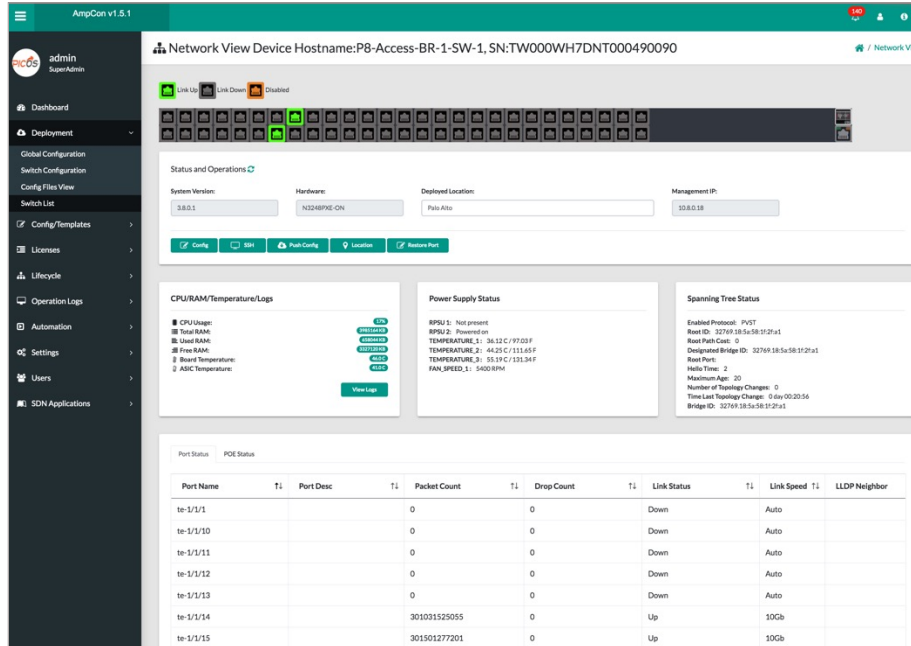 AmpCon v1.5.1
140
PICOS
admin
SuperAdmin
Network View Device Hostname:P8-Access-BR-1-SW-1, SN:TW000WH7DNT000490090
/ Network V
Link Up Link Down Disabled
Dashboard
Deployment
Global Configuration
Switch Configuration
Config Files View
Switch List
Config/Templates
Licenses
Lifecycle
Operation Logs
Automation
Settings
Users
SDN Applications
Status and Operations
System Version: Hardware: Deployed Location: Management IP:
3.8.0.1 N3248PXE-ON Palo Alto 10.8.0.18
Config SSH Push Config Location Restore Port
CPU/RAM/Temperature/Logs
CPU Usage: 17%
Total RAM: 3985164 KB
Used RAM: 658044 KB
Free RAM: 3327120 KB
Board Temperature: 46.0 C
ASIC Temperature: 41.0 C
View Logs
Power Supply Status
RPSU 1: Not present
RPSU 2: Powered on
TEMPERATURE_1: 36.12 C / 97.03 F
TEMPERATURE_2: 44.25 C / 111.65 F
TEMPERATURE_3: 55.19 C / 131.34 F
FAN_SPEED_1: 5400 RPM
Spanning Tree Status
Enabled Protocol: PVST
Root ID: 32769.18:5a:58:1f:2f:a1
Root Path Cost: 0
Designated Bridge ID: 32769.18:5a:58:1f:2f:a1
Root Port:
Hello Time: 2
Maximum Age: 20
Number of Topology Changes: 0
Time Last Topology Change: 0 day 00:20:56
Bridge ID: 32769.18:5a:58:1f:2f:a1
Port Status POE Status
Port Name Port Desc Packet Count Drop Count Link Status Link Speed LLDP Neighbor
te-1/1/1 0 0 Down Auto
te-1/1/10 0 0 Down Auto
te-1/1/11 0 0 Down Auto
te-1/1/12 0 0 Down Auto
te-1/1/13 0 0 Down Auto
te-1/1/14 301031525055 0 Up 10Gb
te-1/1/15 301501277201 0 Up 10Gb